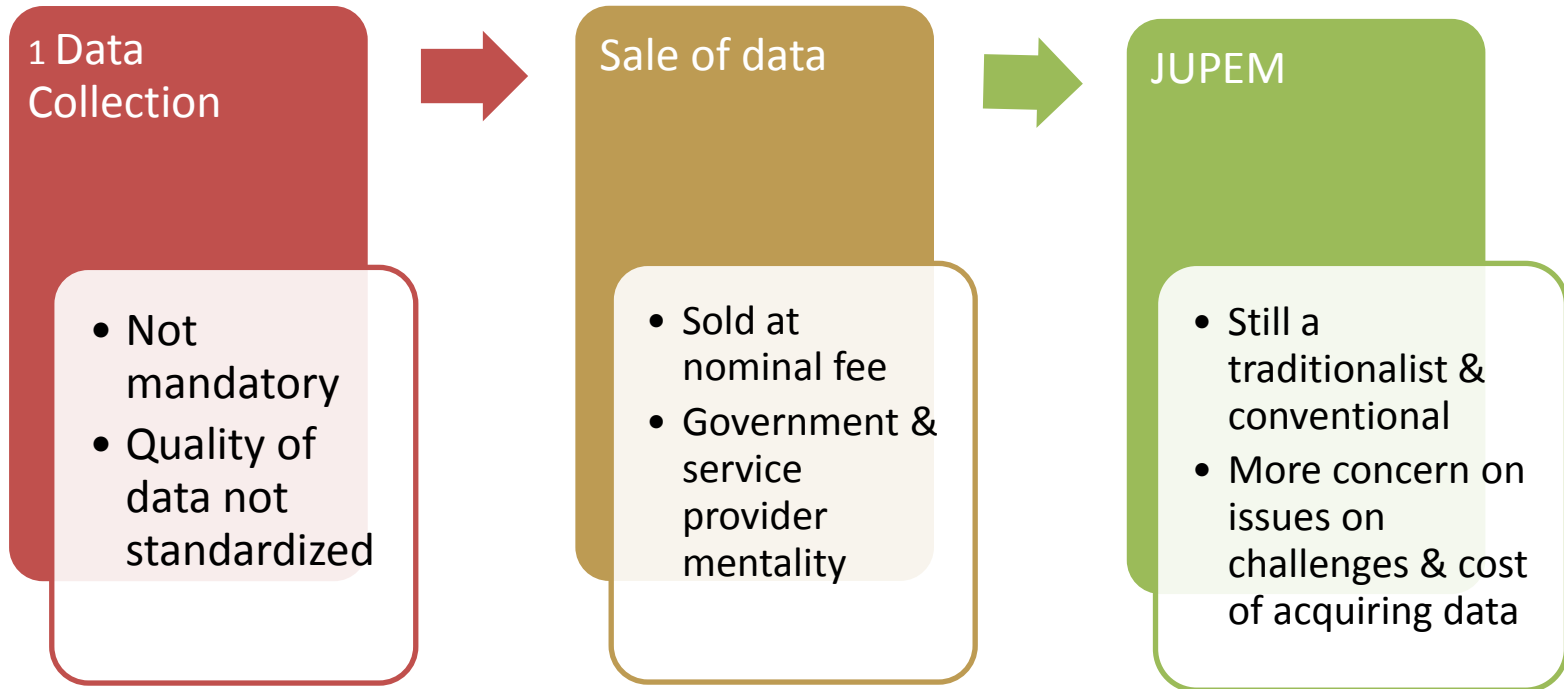 1 Data
Collection
• Not
mandatory
• Quality of
data not
standardized
Sale of data
• Sold at
nominal fee
• Government &
service
provider
mentality
JUPEM
• Still a
traditionalist &
conventional
• More concern on
issues on
challenges & cost
of acquiring data